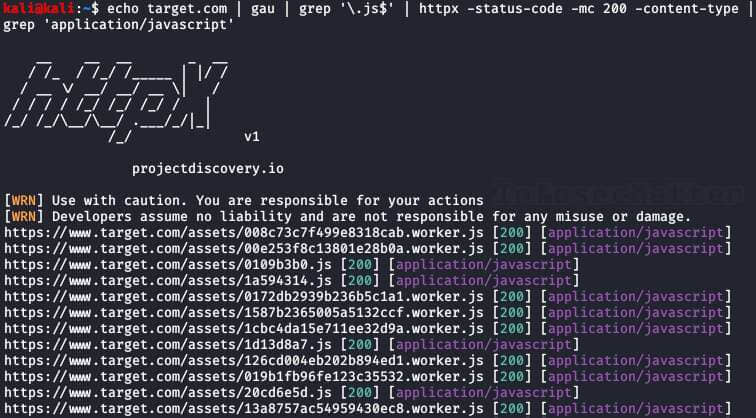 kali@kali:~$ echo target.com | gau | grep '\.js$' | httpx -status-code -mc 200 -content-type |
grep 'application/javascript'
httpx
v1
projectdiscovery.io
[WRN] Use with caution. You are responsible for your actions
[WRN] Developers assume no liability and are not responsible for any misuse or damage.
https://www.target.com/assets/008c73c7f499e8318cab.worker.js [200] [application/javascript]
https://www.target.com/assets/00e253f8c13801e28b0a.worker.js [200] [application/javascript]
https://www.target.com/assets/0109b3b0.js [200] [application/javascript]
https://www.target.com/assets/1a594314.js [200] [application/javascript]
https://www.target.com/assets/0172db2939b236b5c1a1.worker.js [200] [application/javascript]
https://www.target.com/assets/1587b2365005a5132ccf.worker.js [200] [application/javascript]
https://www.target.com/assets/1cbc4da15e711ee32d9a.worker.js [200] [application/javascript]
https://www.target.com/assets/1d13d8a7.js [200] [application/javascript]
https://www.target.com/assets/126cd004eb202b894ed1.worker.js [200] [application/javascript]
https://www.target.com/assets/019b1fb96fe123c35532.worker.js [200] [application/javascript]
https://www.target.com/assets/20cd6e5d.js [200] [application/javascript]
https://www.target.com/assets/13a8757ac54959430ec8.worker.js [200] [application/javascript]